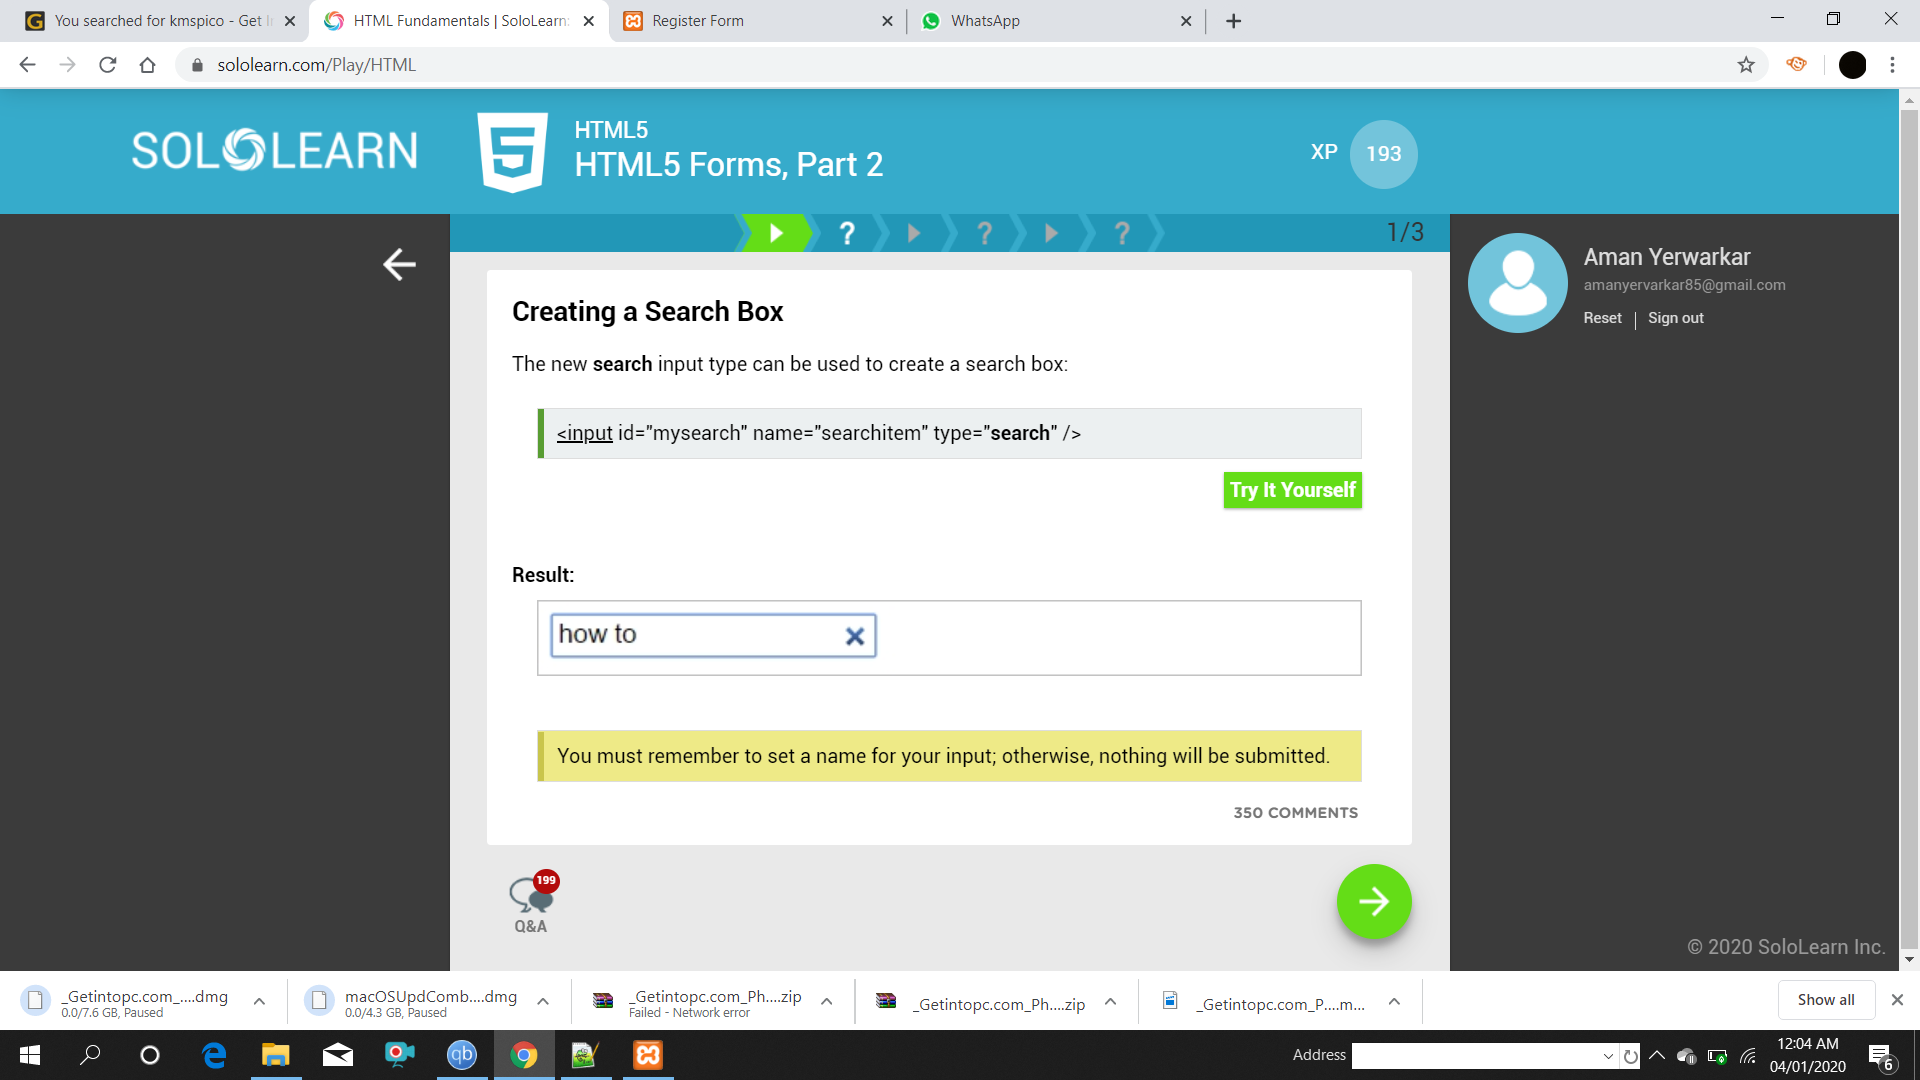 You searched for kmspico - Get I
HTML Fundamentals | SoloLearn:
Register Form
WhatsApp
sololearn.com/Play/HTML
SOLOLEARN
HTML5
HTML5 Forms, Part 2
XP 193
? ? ?
1/3
Aman Yerwarkar
amanyervarkar85@gmail.com
Reset | Sign out
Creating a Search Box
The new search input type can be used to create a search box:
<input id="mysearch" name="searchitem" type="search" />
Try It Yourself
Result:
how to
You must remember to set a name for your input; otherwise, nothing will be submitted.
350 COMMENTS
199
Q&A
© 2020 SoloLearn Inc.
_Getintopc.com_....dmg
0.0/7.6 GB, Paused
macOSUpdComb....dmg
0.0/4.3 GB, Paused
_Getintopc.com_Ph....zip
Failed - Network error
_Getintopc.com_Ph....zip
_Getintopc.com_P....m...
Show all
qb
Address
12:04 AM
04/01/2020
6